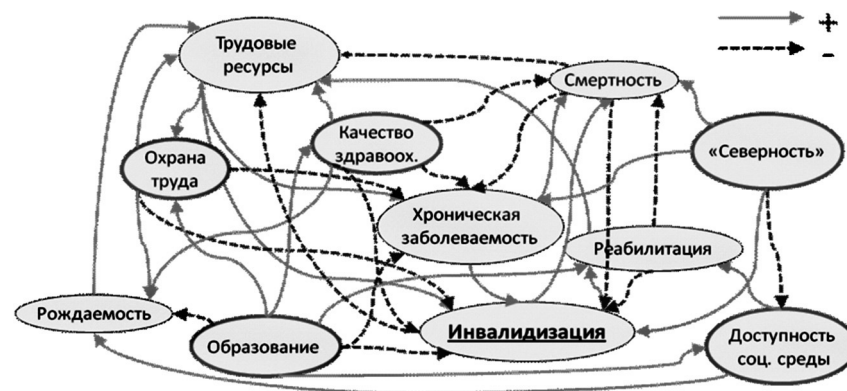 +
-
Трудовые
ресурсы
Смертность
Качество
здравоох.
«Северность»
Охрана
труда
Хроническая
заболеваемость
Реабилитация
Рождаемость
Образование
Инвалидизация
Доступность
соц. среды